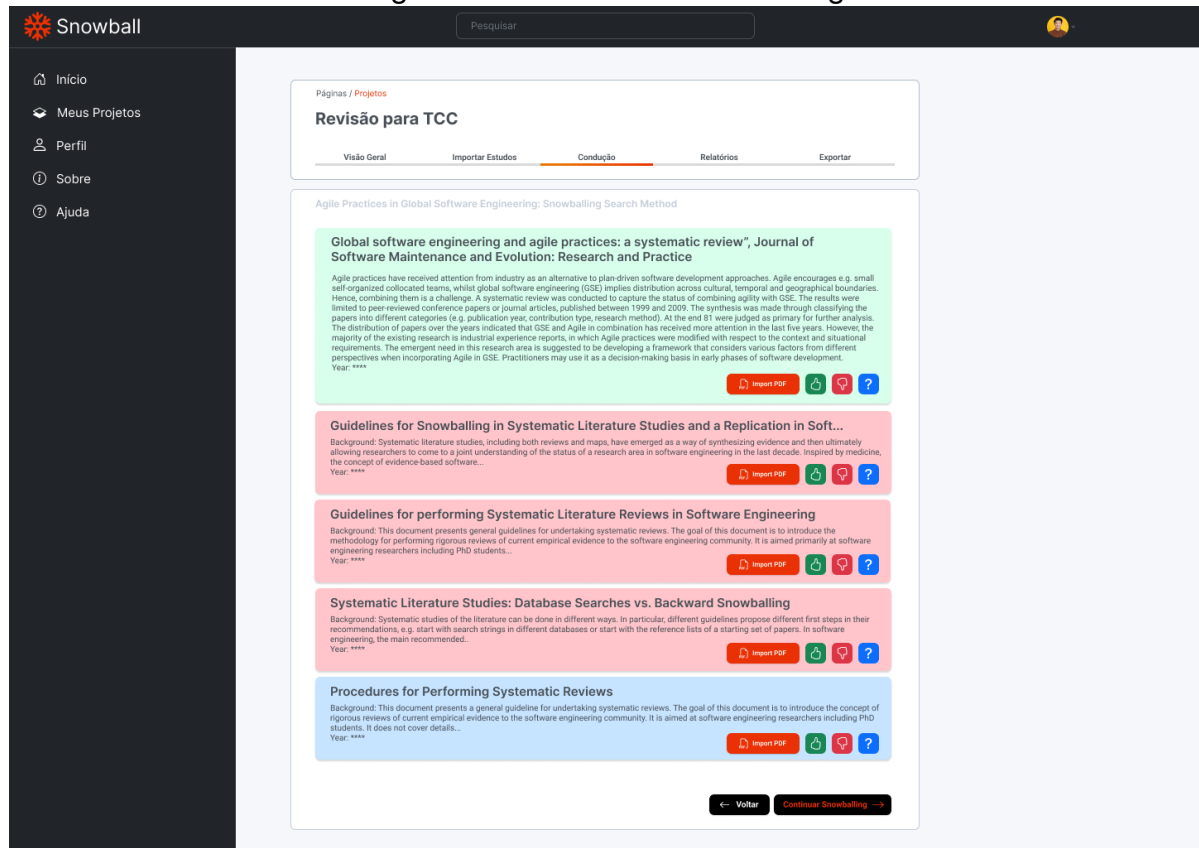 Snowball
Pesquisar
Início
Meus Projetos
Perfil
Sobre
Ajuda
Páginas / Projetos
Revisão para TCC
Visão Geral
Importar Estudos
Condução
Relatórios
Exportar
Agile Practices in Global Software Engineering: Snowballing Search Method
Global software engineering and agile practices: a systematic review”, Journal of
Software Maintenance and Evolution: Research and Practice
Agile practices have received attention from industry as an alternative to plan-driven software development approaches. Agile encourages e.g. small
self-organized collocated teams, whilst global software engineering (GSE) implies distribution across cultural, temporal and geographical boundaries.
Hence, combining them is a challenge. A systematic review was conducted to capture the status of combining agility with GSE. The results were
limited to peer-reviewed conference papers or journal articles, published between 1999 and 2009. The synthesis was made through classifying the
papers into different categories (e.g. publication year, contribution type, research method). At the end 81 were judged as primary for further analysis.
The distribution of papers over the years indicated that GSE and Agile in combination has received more attention in the last five years. However, the
majority of the existing research is industrial experience reports, in which Agile practices were modified with respect to the context and situational
requirements. The emergent need in this research area is suggested to be developing a framework that considers various factors from different
perspectives when incorporating Agile in GSE. Practitioners may use it as a decision-making basis in early phases of software development.
Year: ****
Import PDF
?
Guidelines for Snowballing in Systematic Literature Studies and a Replication in Soft...
Background: Systematic literature studies, including both reviews and maps, have emerged as a way of synthesizing evidence and then ultimately
allowing researchers to come to a joint understanding of the status of a research area in software engineering in the last decade. Inspired by medicine,
the concept of evidence-based software...
Year: ****
Import PDF
?
Guidelines for performing Systematic Literature Reviews in Software Engineering
Background: This document presents general guidelines for undertaking systematic reviews. The goal of this document is to introduce the
methodology for performing rigorous reviews of current empirical evidence to the software engineering community. It is aimed primarily at software
engineering researchers including PhD students...
Year: ****
Import PDF
?
Systematic Literature Studies: Database Searches vs. Backward Snowballing
Background: Systematic studies of the literature can be done in different ways. In particular, different guidelines propose different first steps in their
recommendations, e.g. start with search strings in different databases or start with the reference lists of a starting set of papers. In software
engineering, the main recommended..
Year: ****
Import PDF
?
Procedures for Performing Systematic Reviews
Background: This document presents a general guideline for undertaking systematic reviews. The goal of this document is to introduce the concept of
rigorous reviews of current empirical evidence to the software engineering community. It is aimed at software engineering researchers including PhD
students. It does not cover details...
Year: ****
Import PDF
?
← Voltar
Continuar Snowballing →